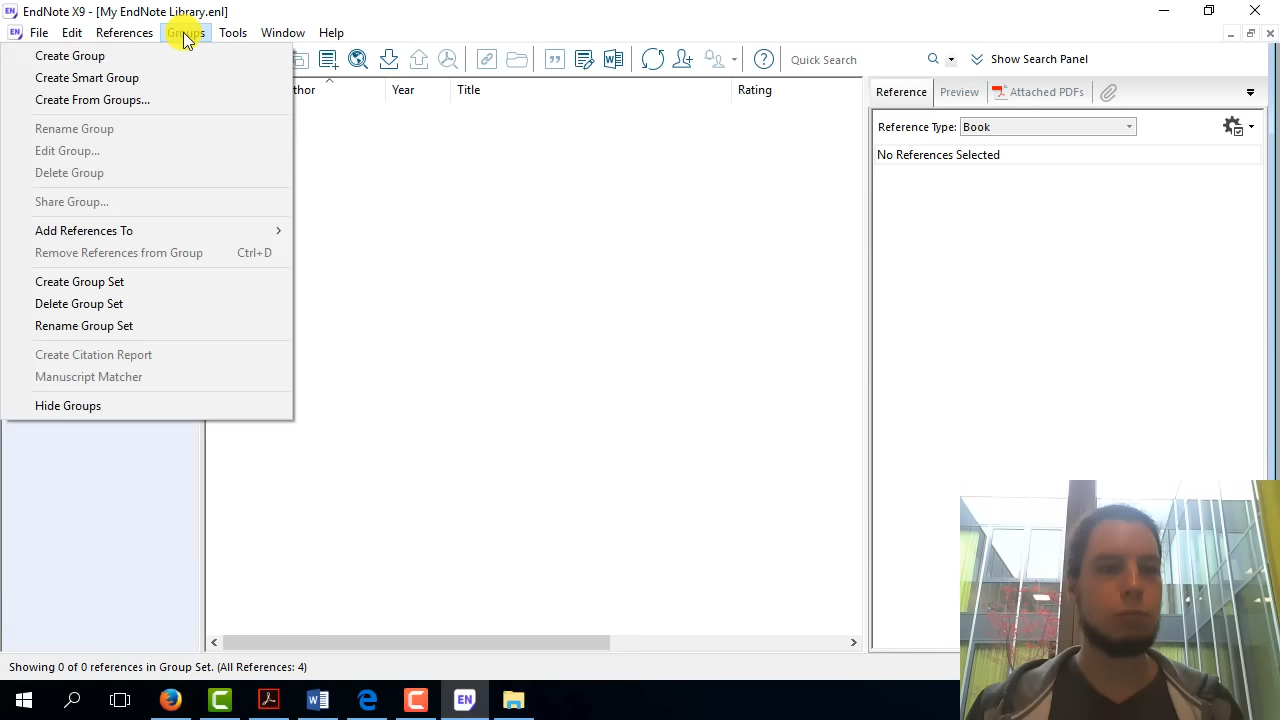 EndNote X9 - [My EndNote Library.enl]
EN File Edit References Groups Tools Window Help
Create Group
Create Smart Group
Create From Groups...
Rename Group
Edit Group...
Delete Group
Share Group...
Add References To
Remove References from Group Ctrl+D
Create Group Set
Delete Group Set
Rename Group Set
Create Citation Report
Manuscript Matcher
Hide Groups
Quick Search
Show Search Panel
thor Year Title Rating
Reference Preview Attached PDFs
Reference Type: Book
No References Selected
Showing 0 of 0 references in Group Set. (All References: 4)
EN